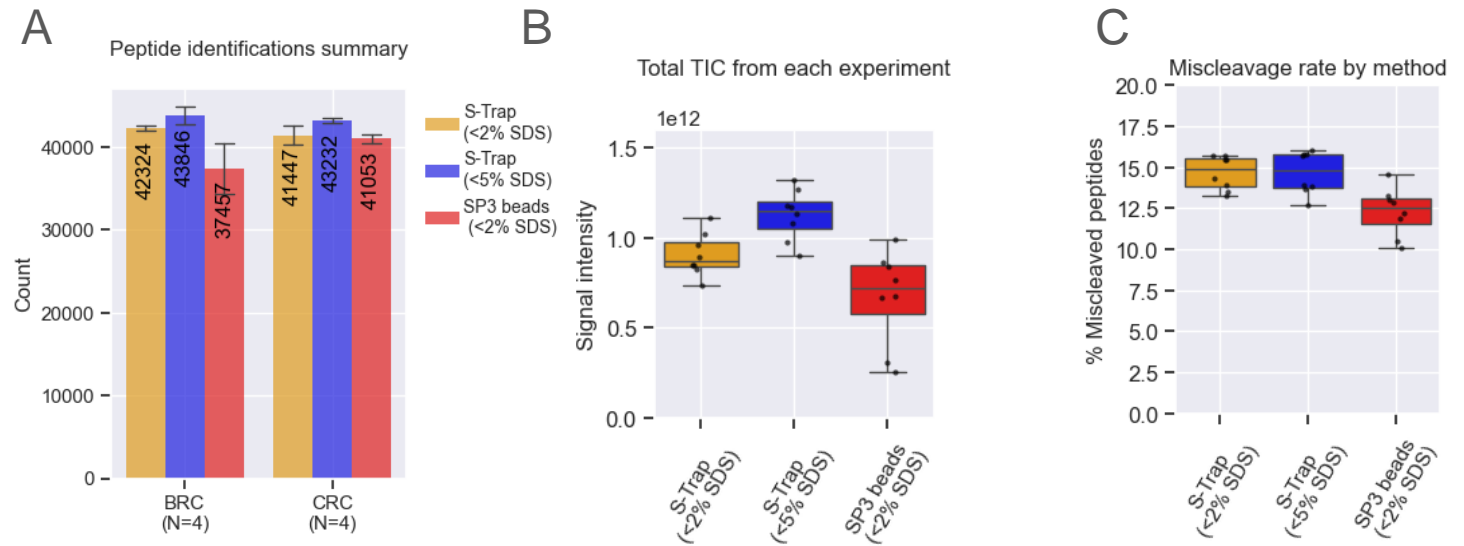 A
Peptide identifications summary
Count
40000
30000
20000
10000
0
42324
43846
37457
41447
43232
41053
BRC
(N=4)
CRC
(N=4)
S-Trap
(<2% SDS)
S-Trap
(<5% SDS)
SP3 beads
(<2% SDS)
B
Total TIC from each experiment
1e12
Signal intensity
1.5
1.0
0.5
0.0
S-Trap
(<2% SDS)
S-Trap
(<5% SDS)
SP3 beads
(<2% SDS)
C
Miscleavage rate by method
% Miscleaved peptides
20.0
17.5
15.0
12.5
10.0
7.5
5.0
2.5
0.0
S-Trap
(<2% SDS)
S-Trap
(<5% SDS)
SP3 beads
(<2% SDS)